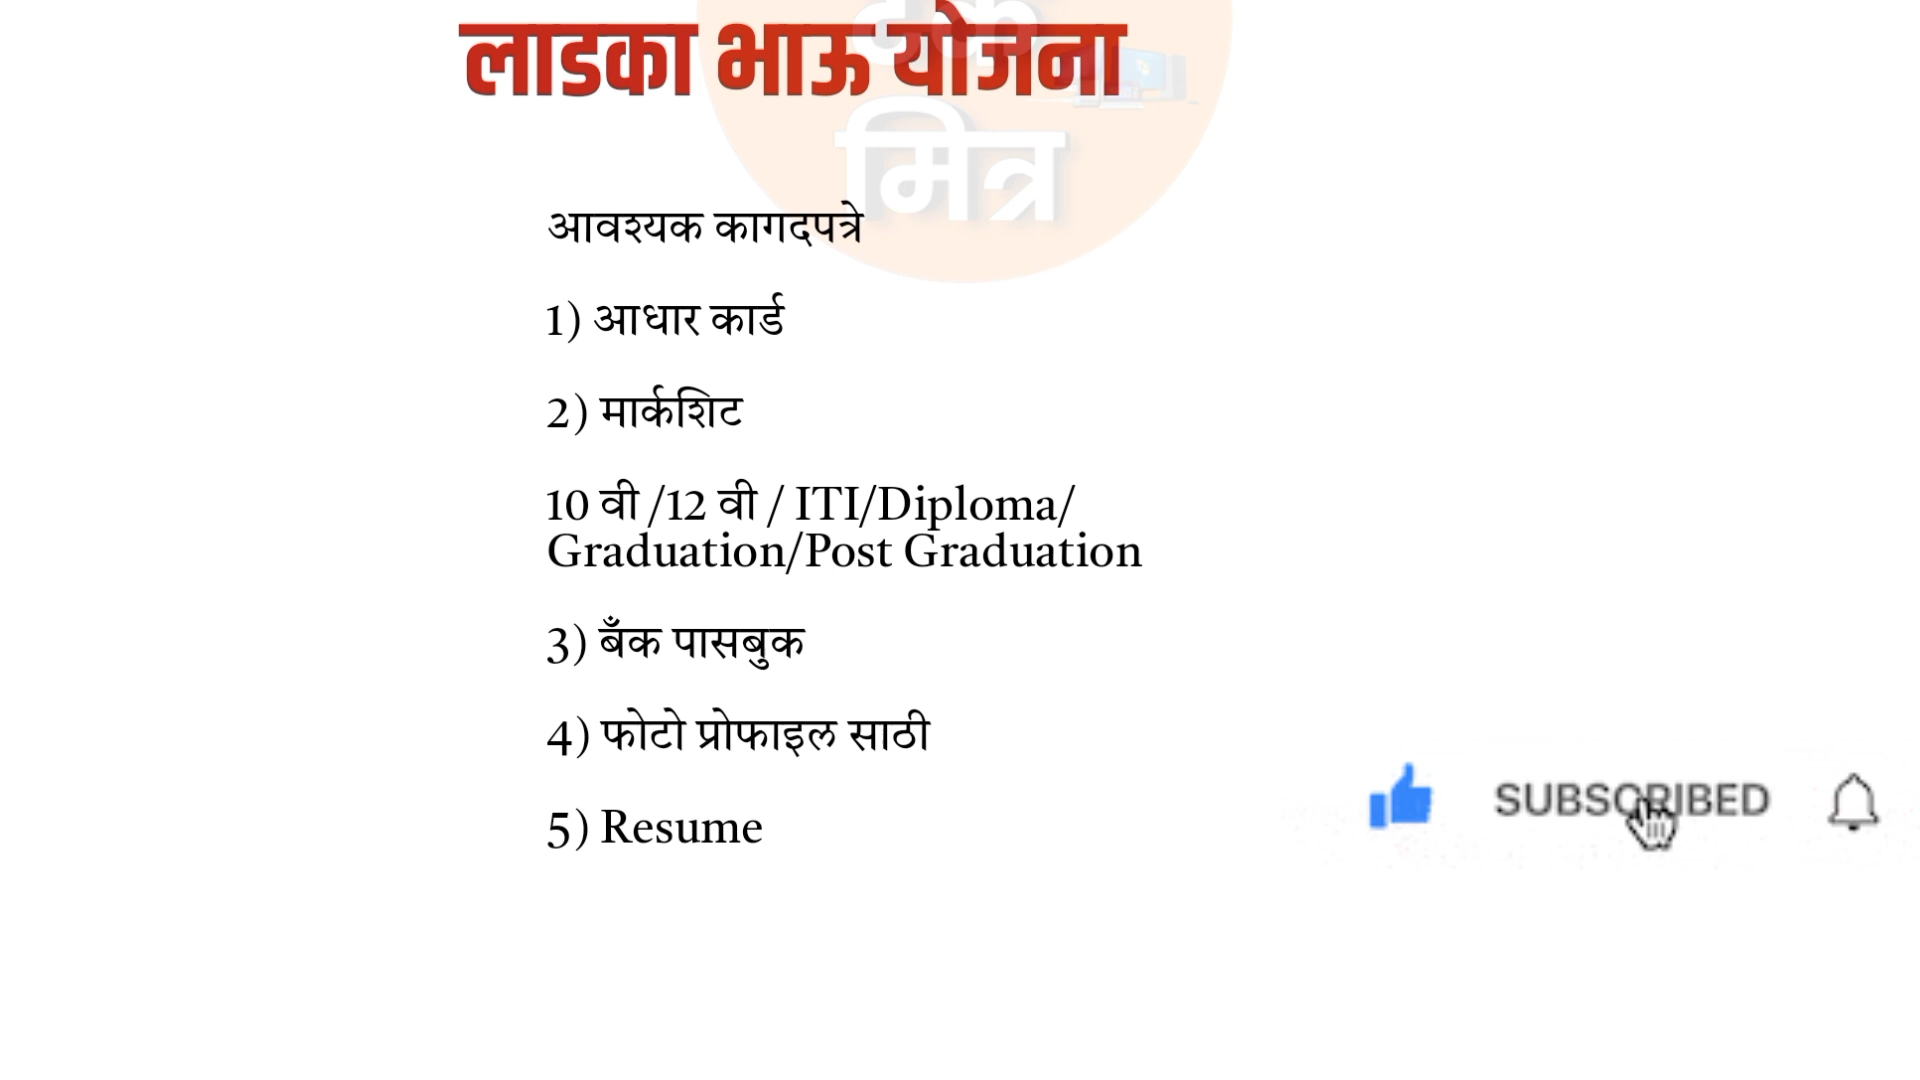 लाडका भाऊ योजना
टेक
मित्र
आवश्यक कागदपत्रे
1) आधार कार्ड
2) मार्कशिट
10 वी /12 वी / ITI/Diploma/
Graduation/Post Graduation
3) बँक पासबुक
4) फोटो प्रोफाइल साठी
5) Resume
SUBSCRIBED